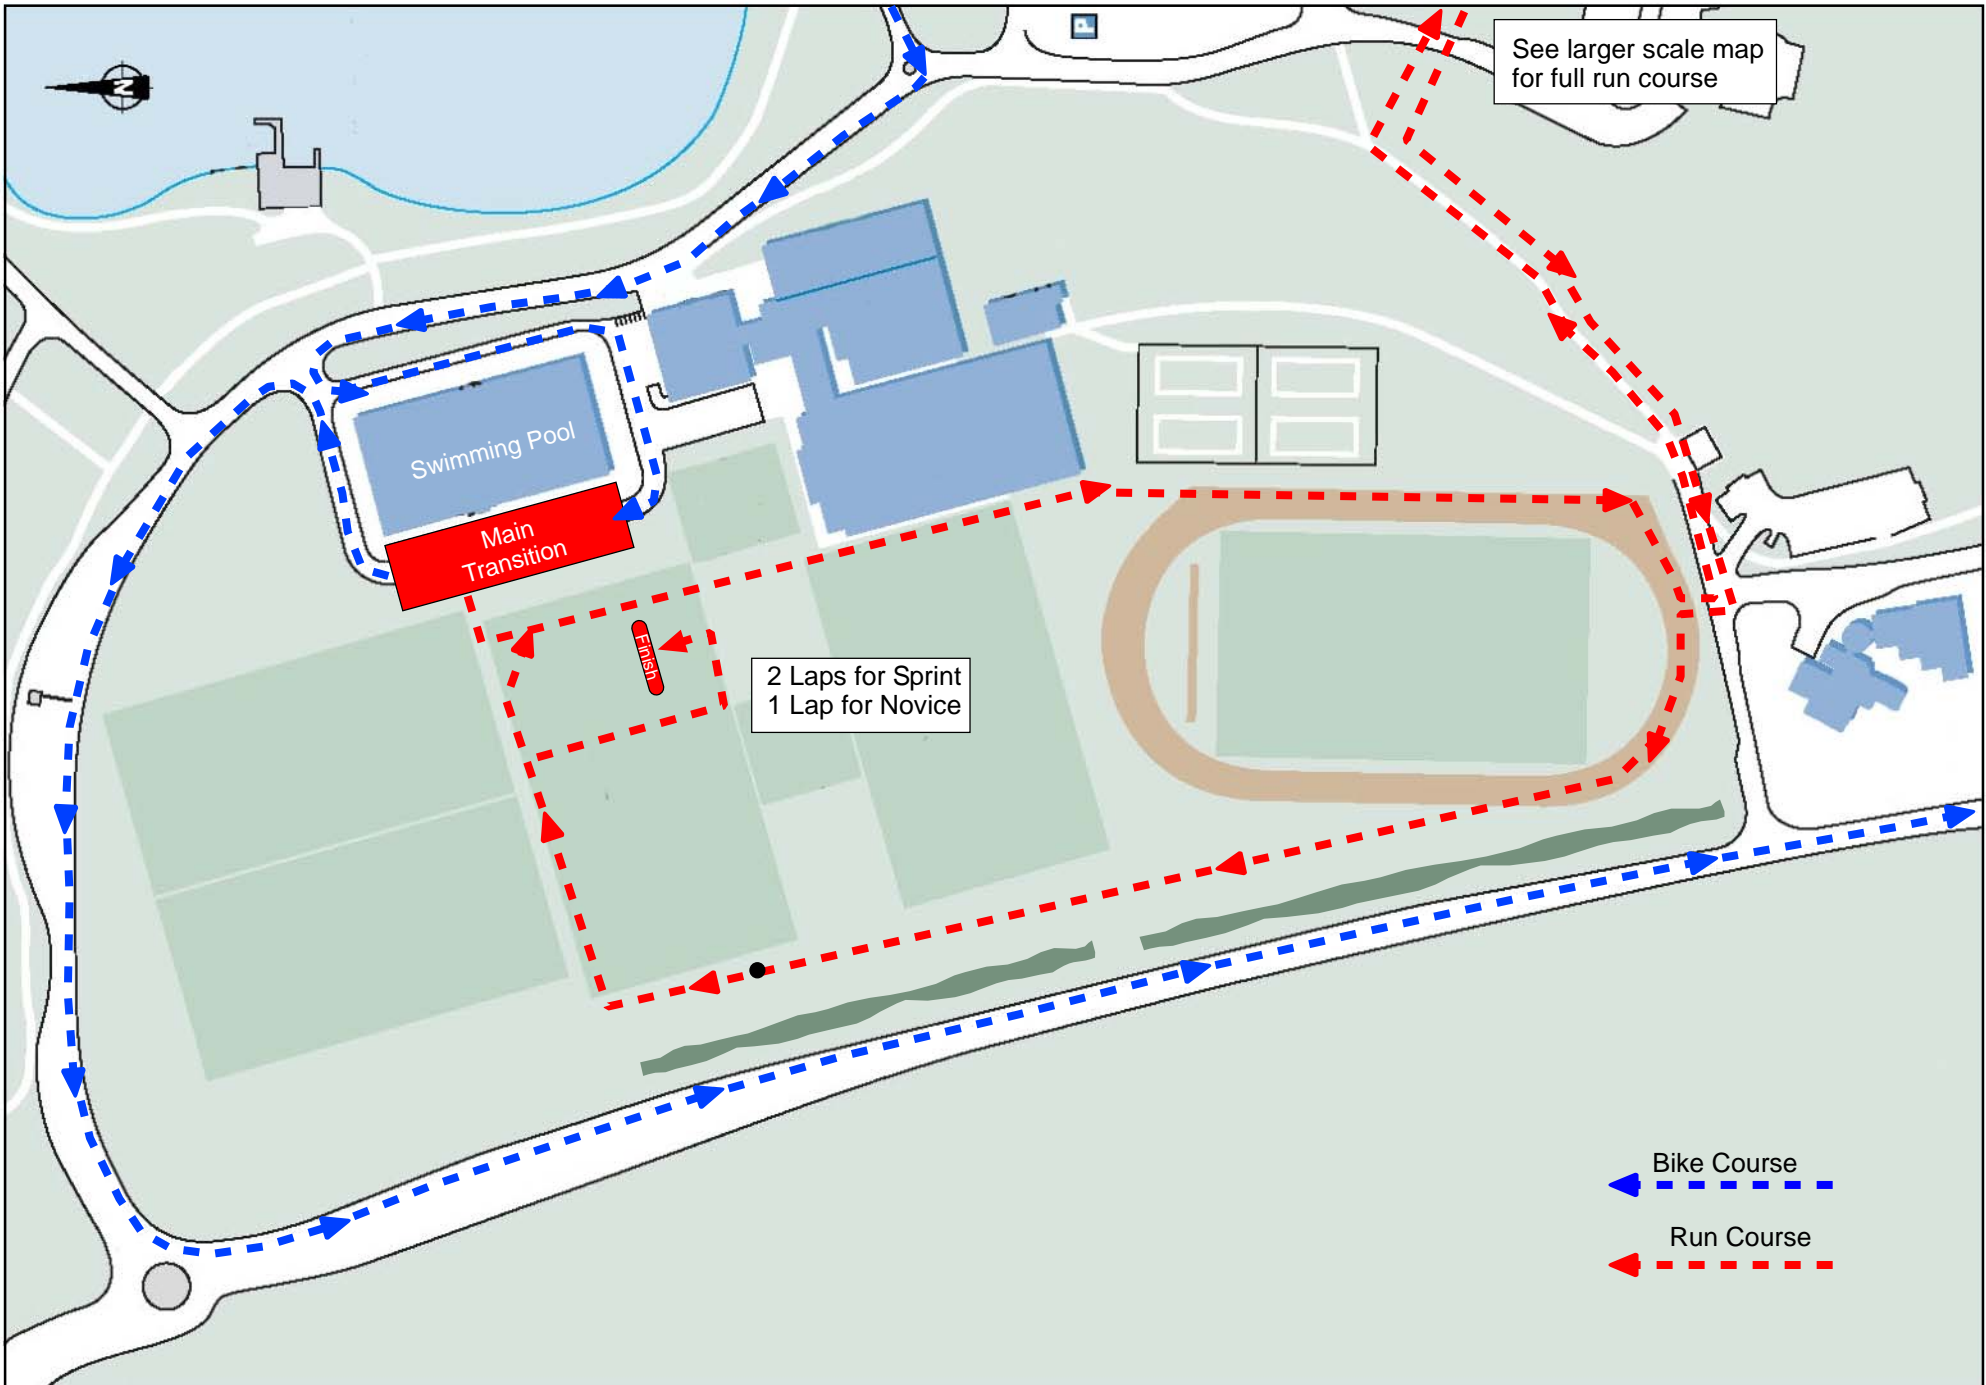 See larger scale map
for full run course
P
N
Swimming Pool
Main
Transition
Finish
2 Laps for Sprint
1 Lap for Novice
Bike Course
Run Course